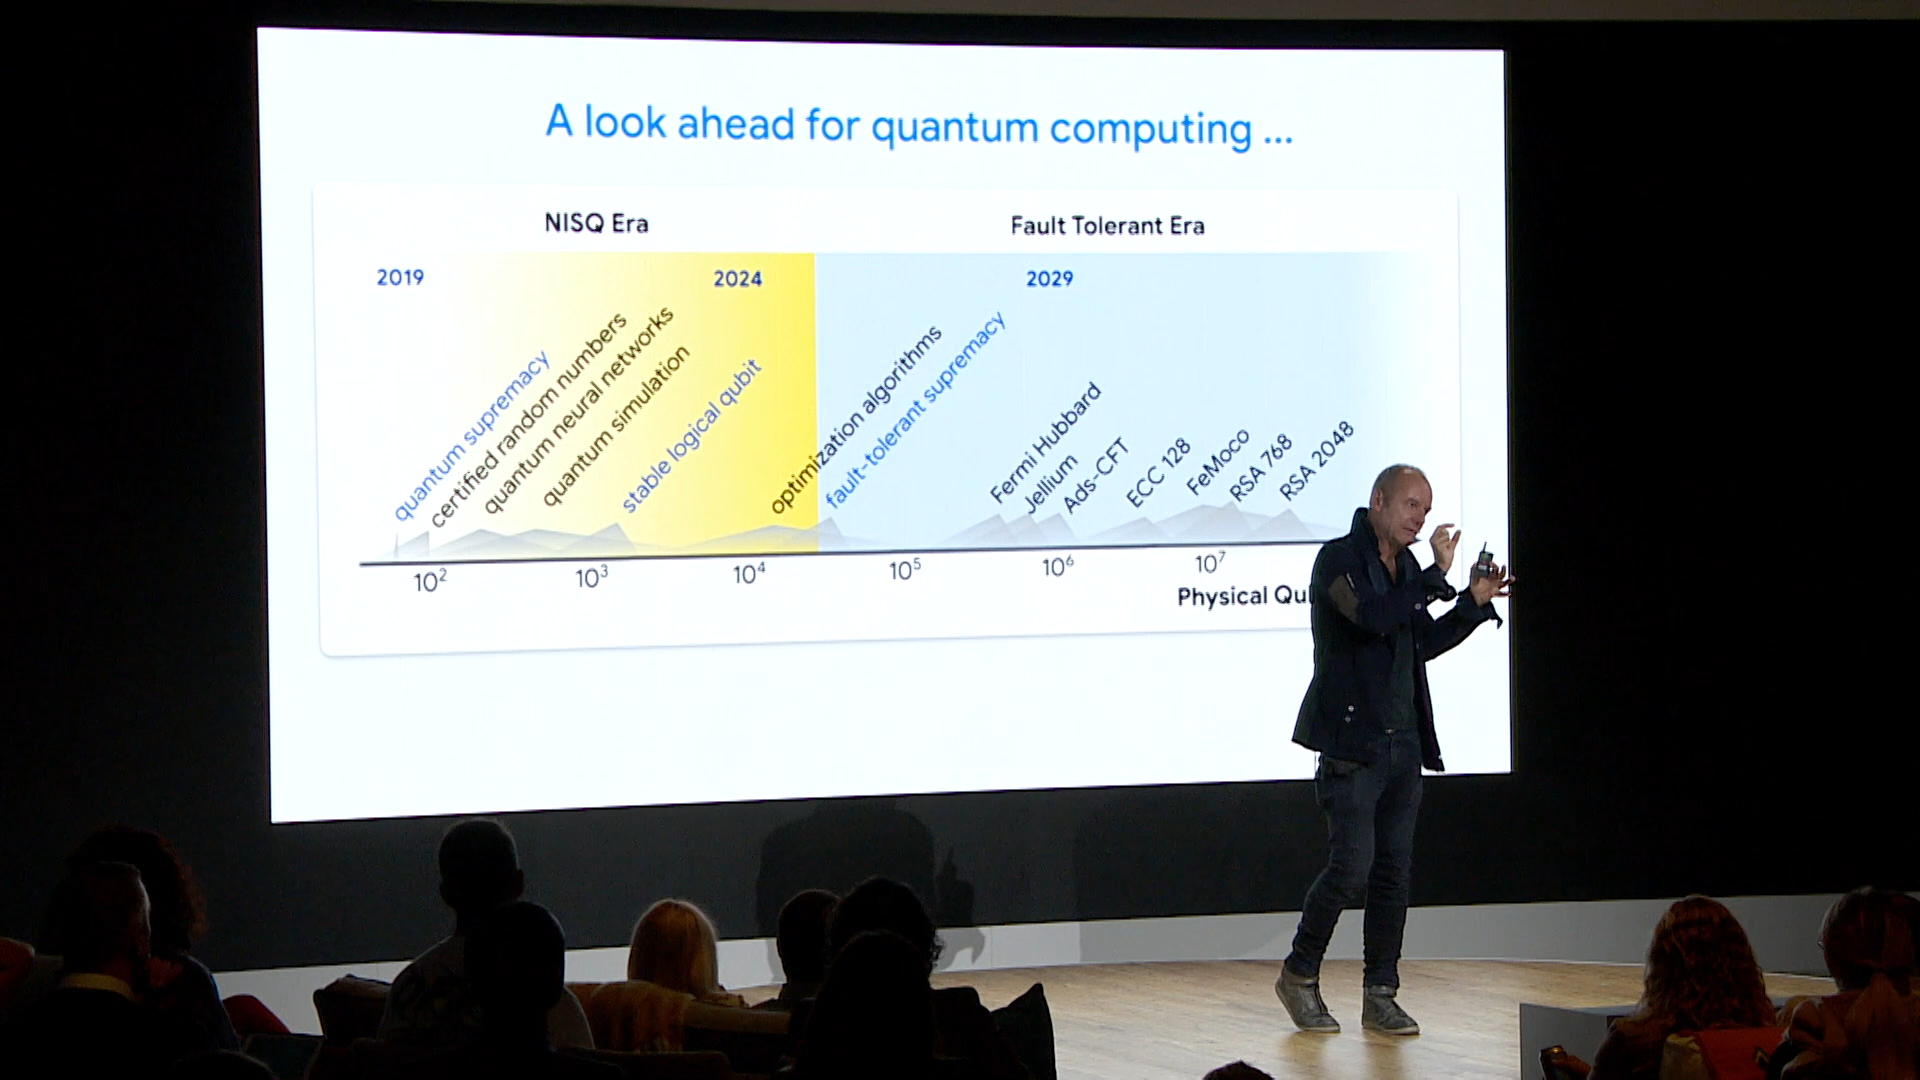 A look ahead for quantum computing ...
NISQ Era
Fault Tolerant Era
2019
2024
2029
quantum supremacy
certified random numbers
quantum neural networks
quantum simulation
stable logical qubit
optimization algorithms
fault-tolerant supremacy
Fermi Hubbard
Jellium
Ads-CFT
ECC 128
FeMoco
RSA 768
RSA 2048
10² 10³ 10⁴ 10⁵ 10⁶ 10⁷
Physical